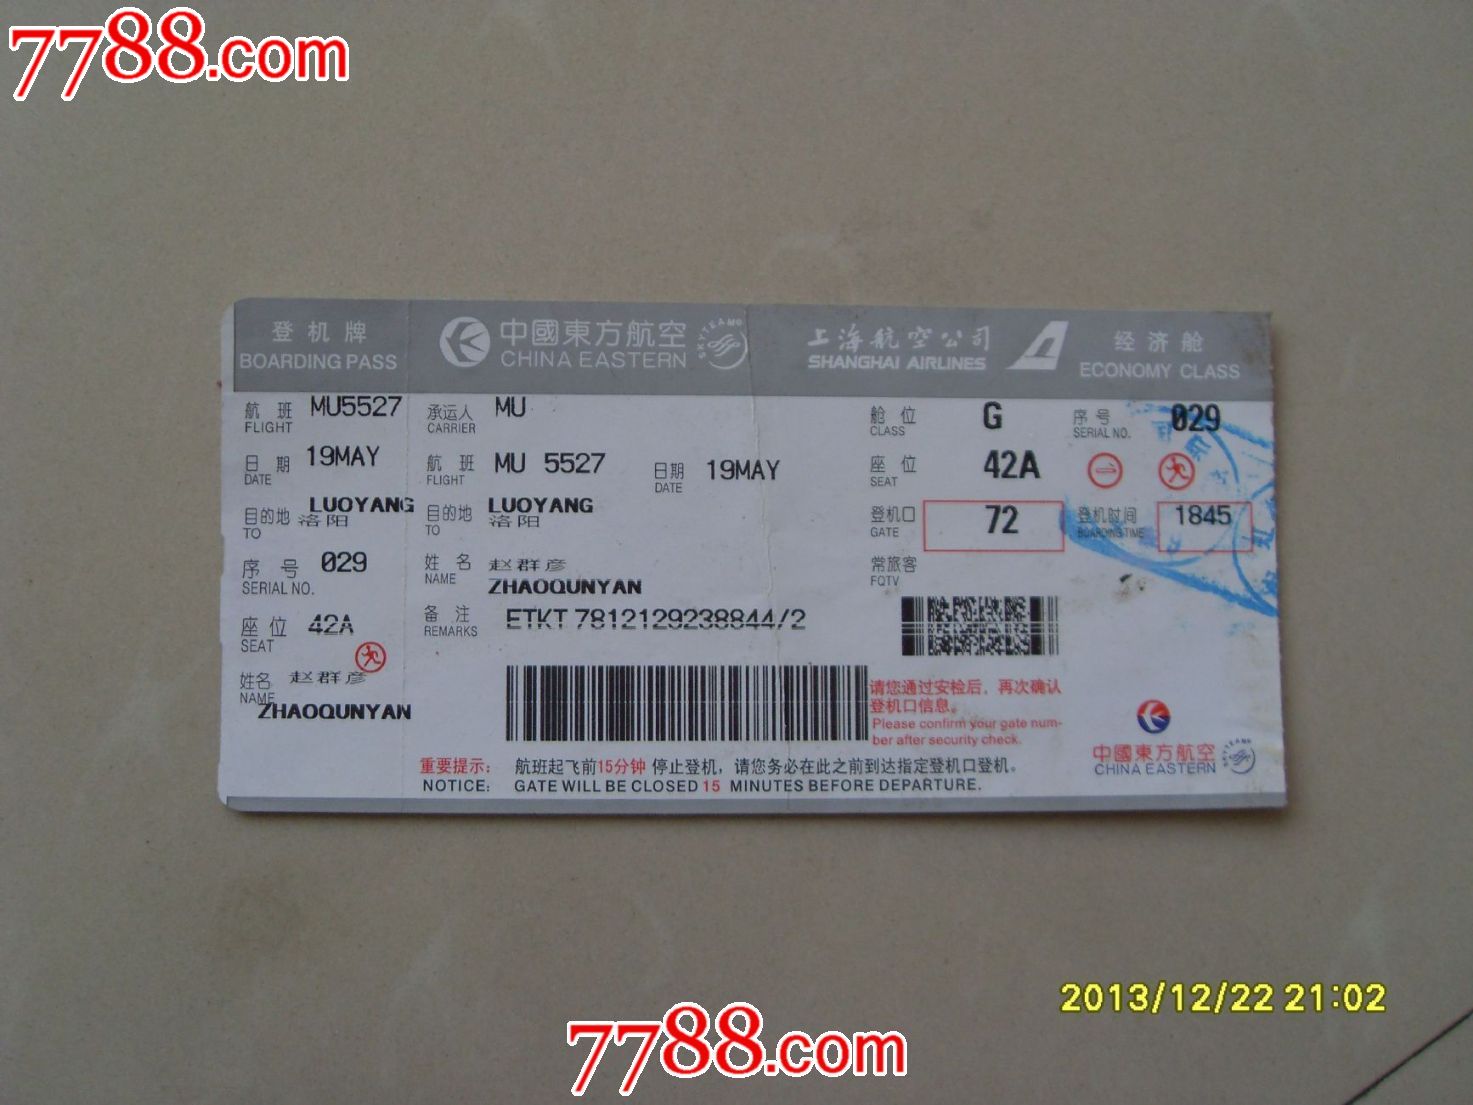 7788.com
登机牌
BOARDING PASS
中國東方航空
CHINA EASTERN
SKYTEAM
上海航空公司
SHANGHAI AIRLINES
经济舱
ECONOMY CLASS
航班 MU5527
FLIGHT
日期 19MAY
DATE
目的地 LUOYANG
TO 洛阳
序号 029
SERIAL NO.
座位 42A
SEAT
姓名 赵群彦
NAME
ZHAOQUNYAN
承运人 MU
CARRIER
航班 MU 5527
FLIGHT
日期 19MAY
DATE
目的地 LUOYANG
TO 洛阳
姓名 赵群彦
NAME ZHAOQUNYAN
备注 ETKT 7812129238844/2
REMARKS
舱位 G
CLASS
序号 029
SERIAL NO.
座位 42A
SEAT
登机口 72
GATE
登机时间 1845
BOARDING TIME
常旅客
FQTV
请您通过安检后，再次确认
登机口信息。
Please confirm your gate num-
ber after security check.
中國東方航空
CHINA EASTERN
SKYTEAM
重要提示： 航班起飞前15分钟 停止登机，请您务必在此之前到达指定登机口登机。
NOTICE: GATE WILL BE CLOSED 15 MINUTES BEFORE DEPARTURE.
2013/12/22 21:02
7788.com